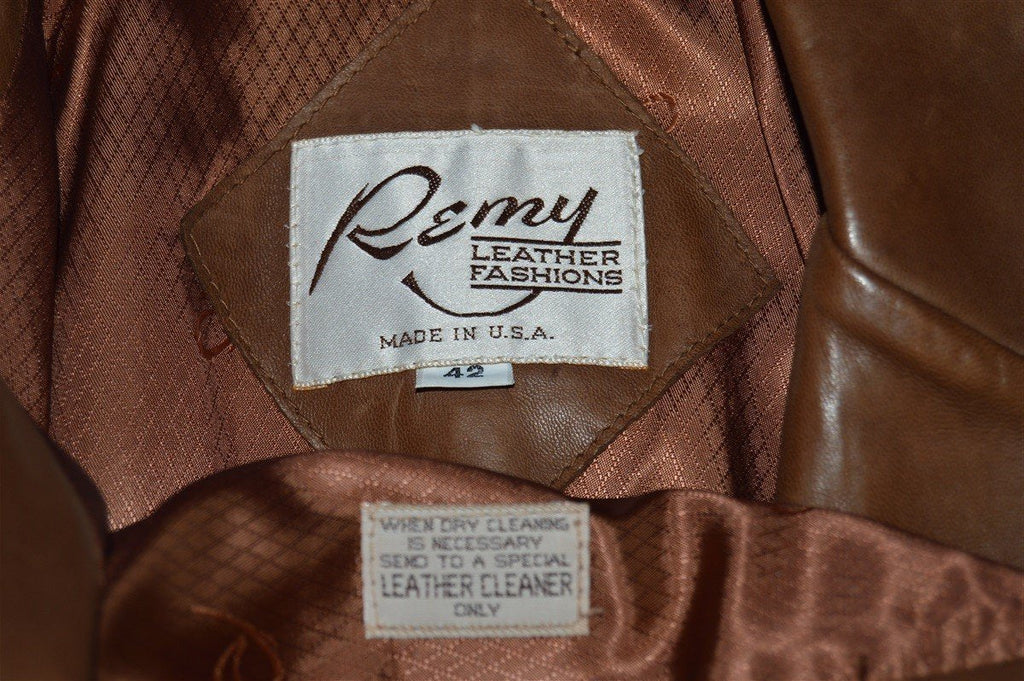 Remy
LEATHER
FASHIONS
MADE IN U.S.A.
42
WHEN DRY CLEANING
IS NECESSARY
SEND TO A SPECIAL
LEATHER CLEANER
ONLY